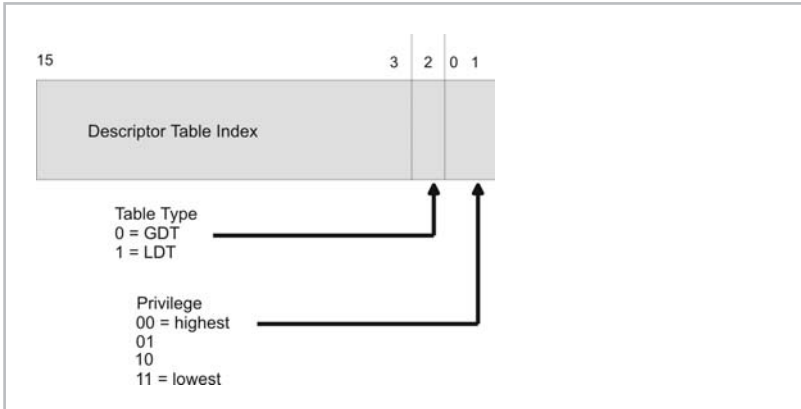 15 3 2 0 1
Descriptor Table Index
Table Type
0 = GDT
1 = LDT
Privilege
00 = highest
01
10
11 = lowest